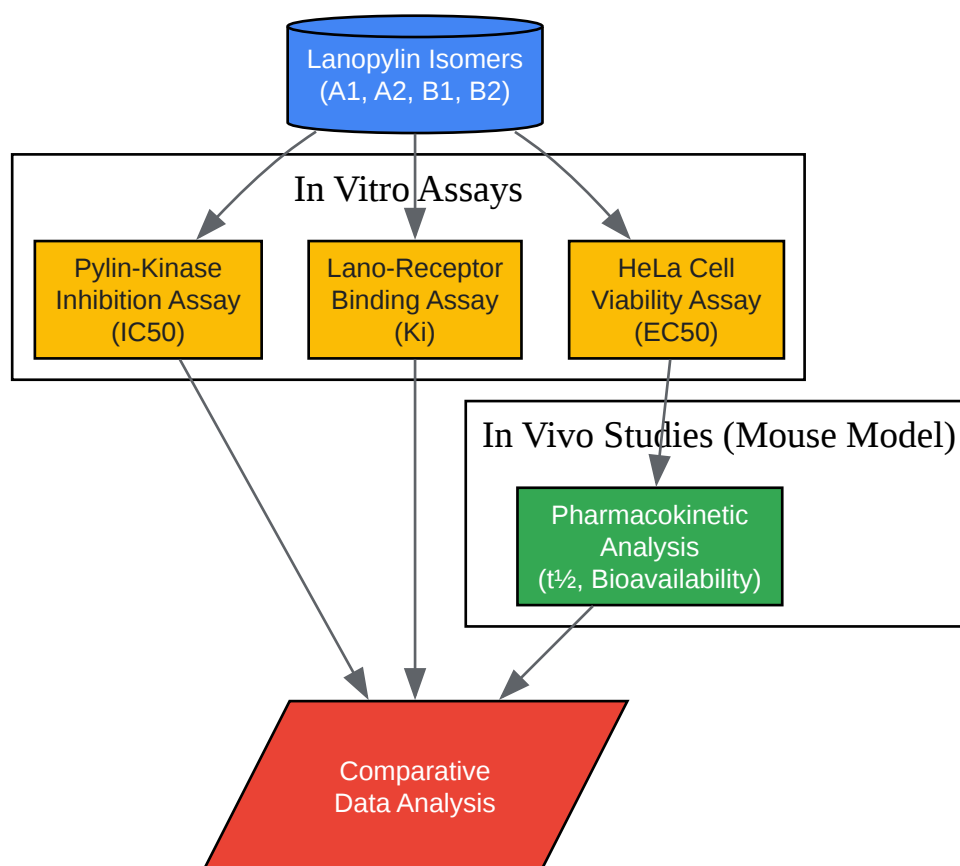 Lanopylin Isomers
(A1, A2, B1, B2)
In Vitro Assays
Pylin-Kinase
Inhibition Assay
(IC50)
Lano-Receptor
Binding Assay
(Ki)
HeLa Cell
Viability Assay
(EC50)
In Vivo Studies (Mouse Model)
Pharmacokinetic
Analysis
(t½, Bioavailability)
Comparative
Data Analysis